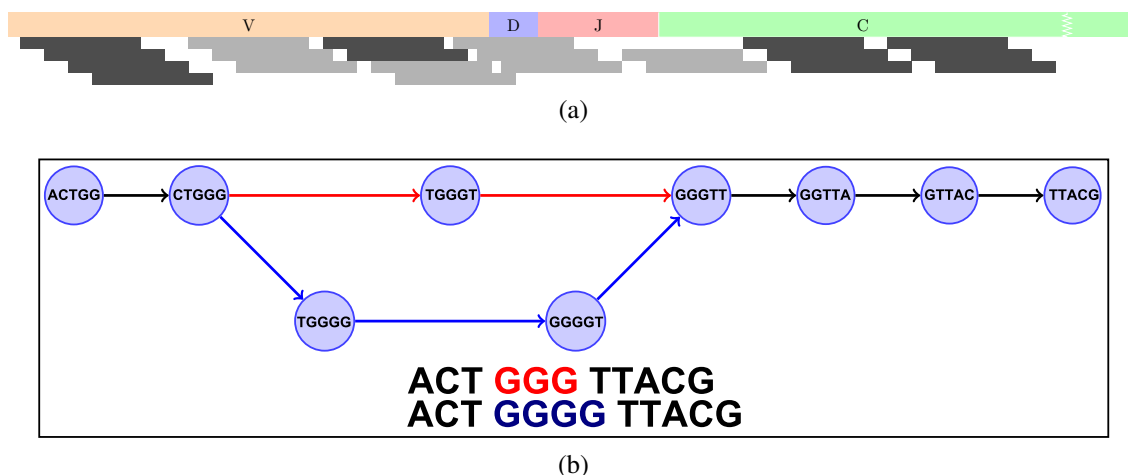 V D J C
(a)
ACTGG CTGGG TGGGT GGGTT GGTTA GTTAC TTACG
TGGGG GGGGT
ACT GGG TTACG
ACT GGGG TTACG
(b)